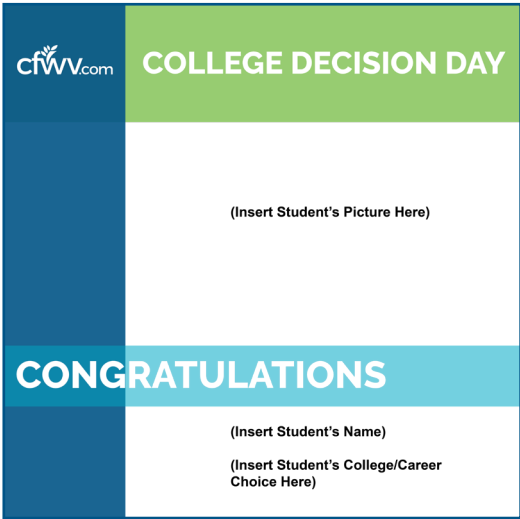 cfWV.com
COLLEGE DECISION DAY
(Insert Student's Picture Here)
CONGRATULATIONS
(Insert Student's Name)
(Insert Student's College/Career
Choice Here)